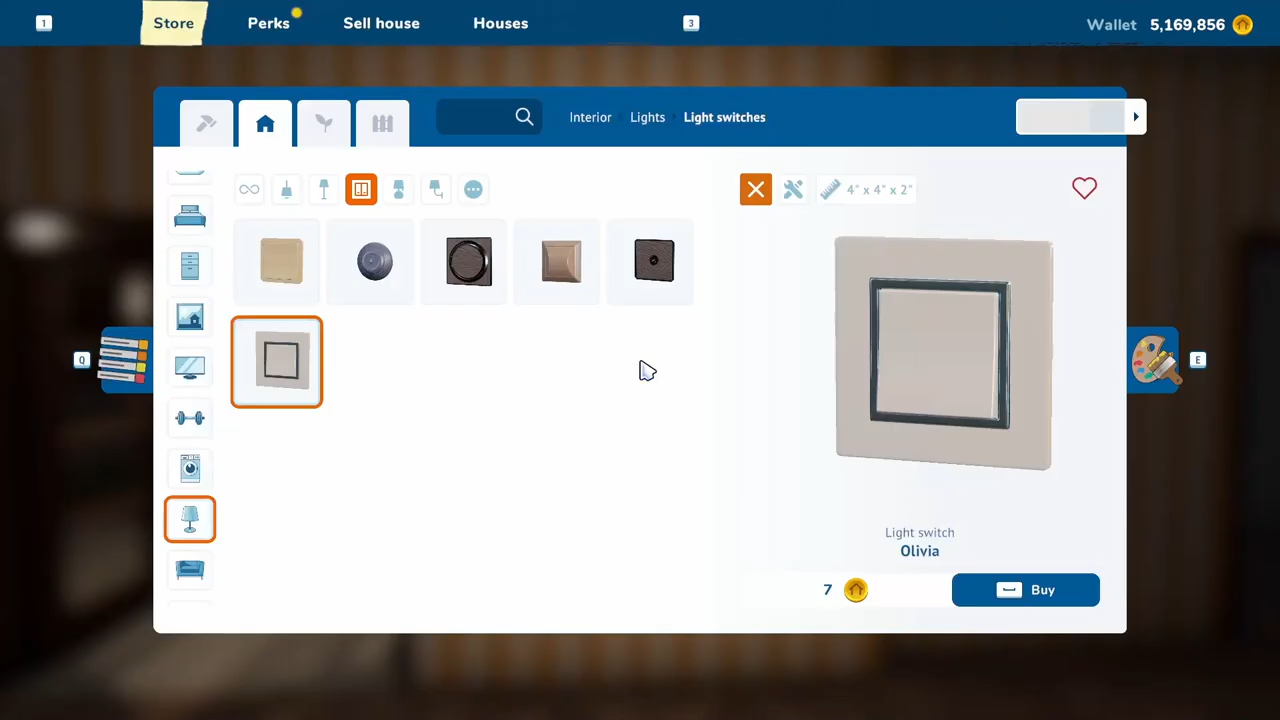 1 Store Perks Sell house Houses 3 Wallet 5,169,856
Interior Lights Light switches
4" x 4" x 2"
Q
E
Light switch
Olivia
7 Buy